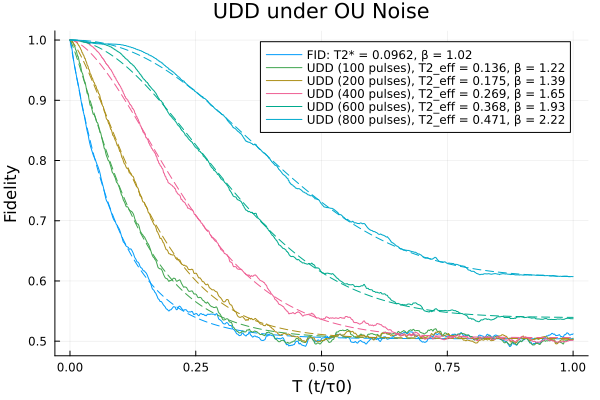 UDD under OU Noise
FID: T2* = 0.0962, β = 1.02
UDD (100 pulses), T2_eff = 0.136, β = 1.22
UDD (200 pulses), T2_eff = 0.175, β = 1.39
UDD (400 pulses), T2_eff = 0.269, β = 1.65
UDD (600 pulses), T2_eff = 0.368, β = 1.93
UDD (800 pulses), T2_eff = 0.471, β = 2.22
Fidelity
1.0
0.9
0.8
0.7
0.6
0.5
0.00 0.25 0.50 0.75 1.00
T (t/τ0)